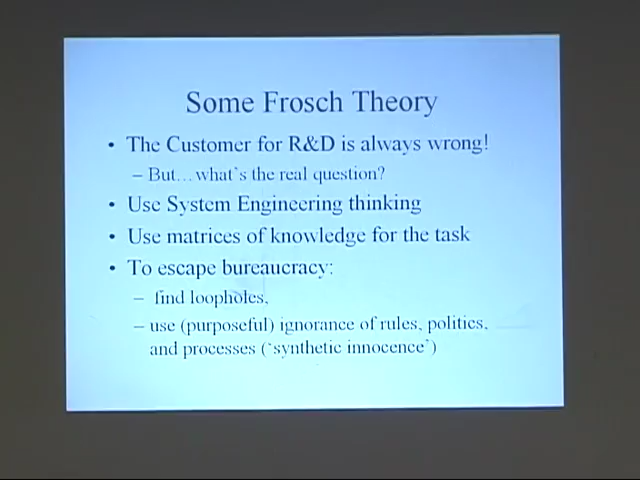 Some Frosch Theory
• The Customer for R&D is always wrong!
– But…what's the real question?
• Use System Engineering thinking
• Use matrices of knowledge for the task
• To escape bureaucracy:
– find loopholes,
– use (purposeful) ignorance of rules, politics,
and processes ('synthetic innocence')